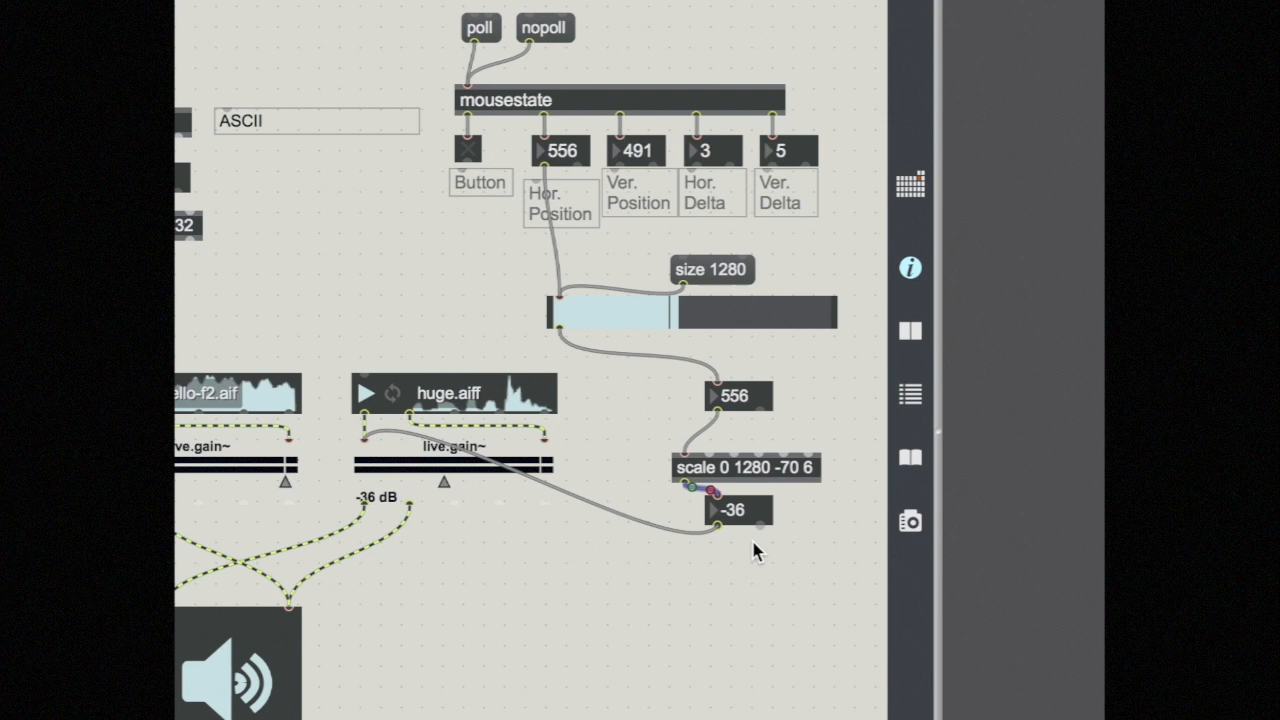 poll
nopoll
mousestate
ASCII
556
491
3
5
Button
Hor.
Position
Ver.
Position
Hor.
Delta
Ver.
Delta
32
size 1280
ello-f2.aif
huge.aiff
556
ve.gain~
live.gain~
scale 0 1280 -70 6
-36 dB
-36